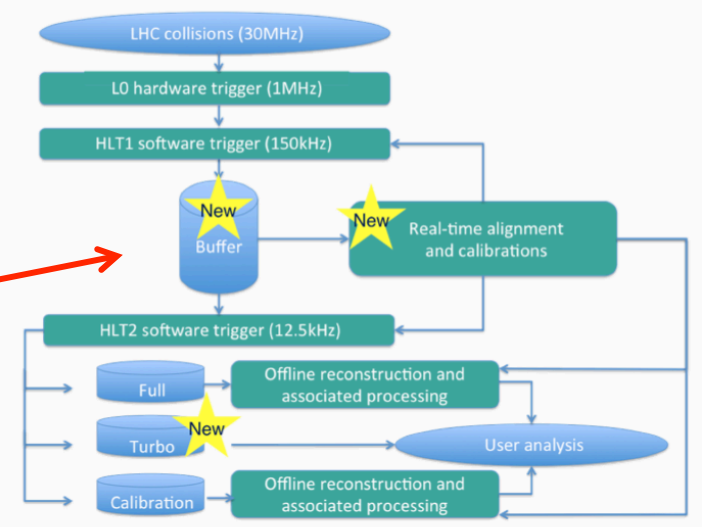 LHC collisions (30MHz)
L0 hardware trigger (1MHz)
HLT1 software trigger (150kHz)
New
Buffer
New
Real-time alignment
and calibrations
HLT2 software trigger (12.5kHz)
Full
Offline reconstruction and
associated processing
New
Turbo
User analysis
Calibration
Offline reconstruction and
associated processing